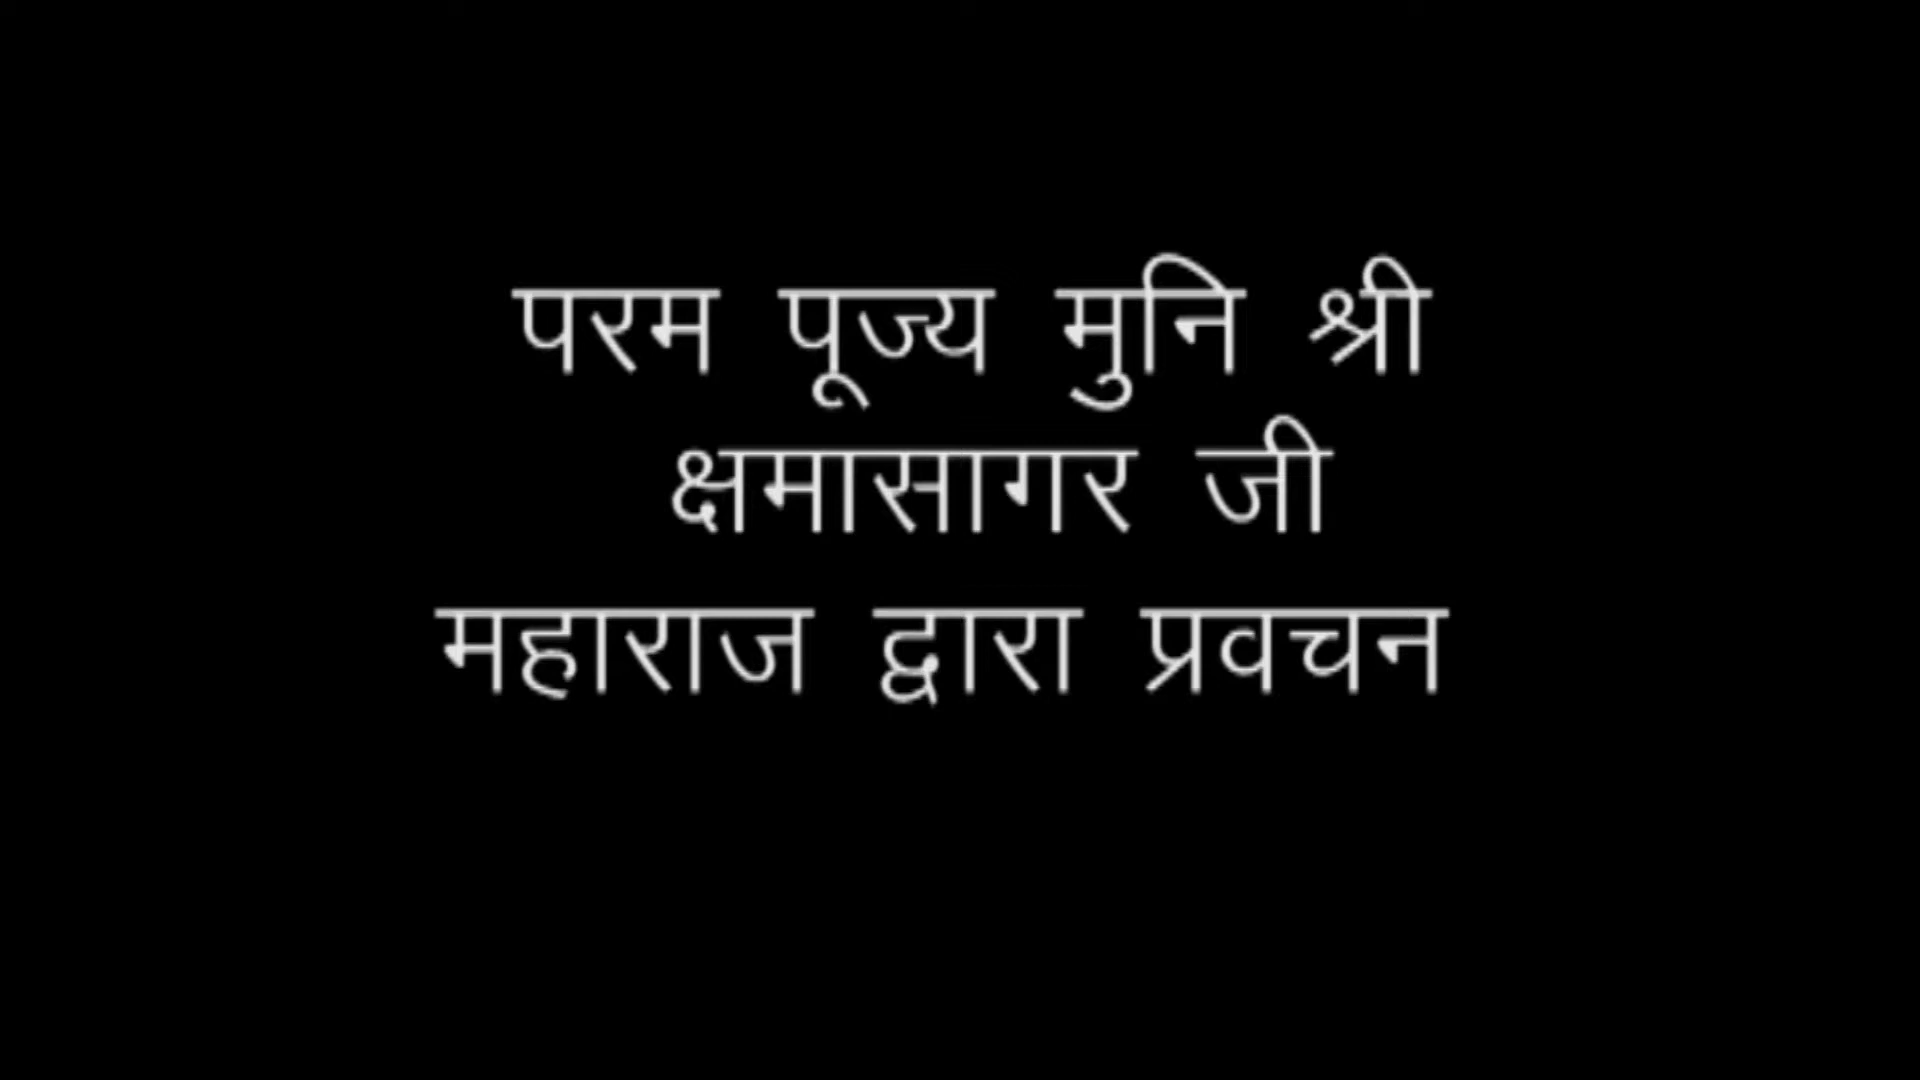 परम पूज्य मुनि श्री
क्षमासागर जी
महाराज द्वारा प्रवचन